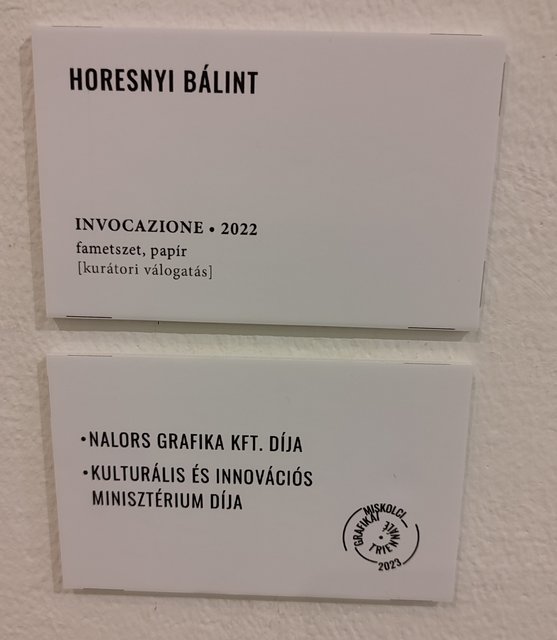 HORESNYI BÁLINT
INVOCAZIONE • 2022
fametszet, papír
[kurátori válogatás]
•NALORS GRAFIKA KFT. DÍJA
•KULTURÁLIS ÉS INNOVÁCIÓS
MINISZTÉRIUM DÍJA
MISKOLCI
GRAFIKAI
TRIENNÁLE
2023